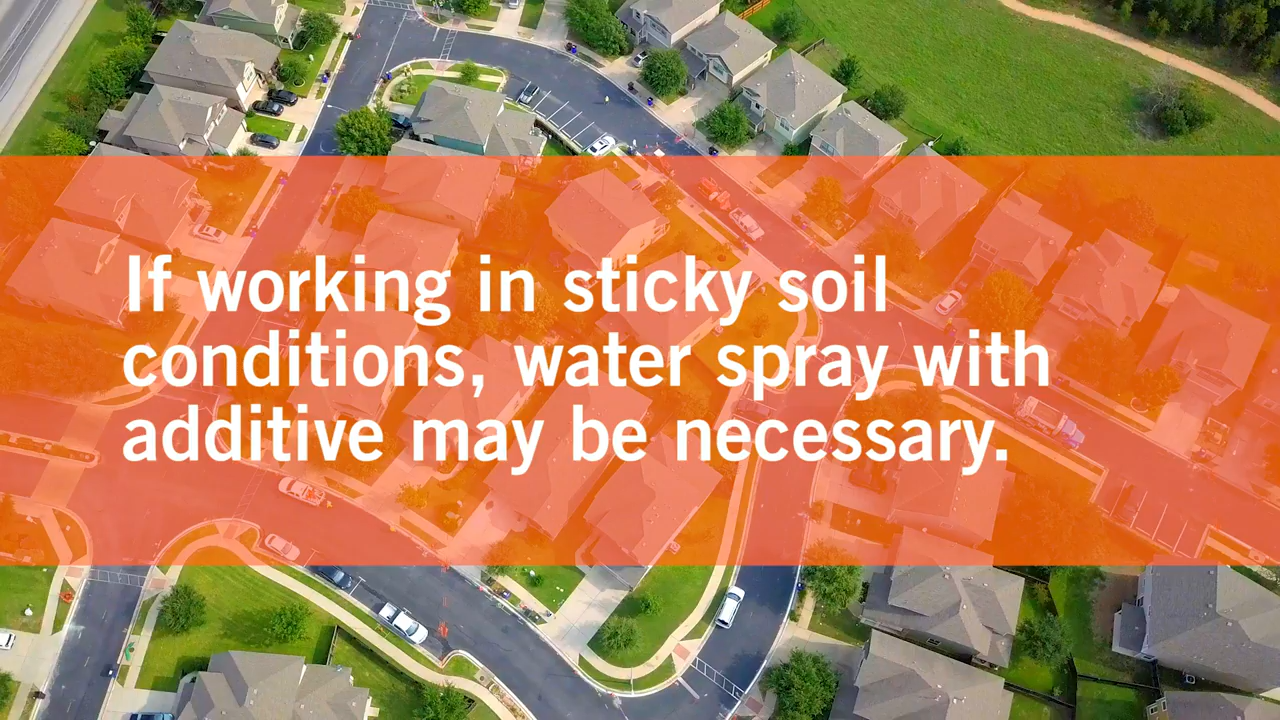 If working in sticky soil
conditions, water spray with
additive may be necessary.